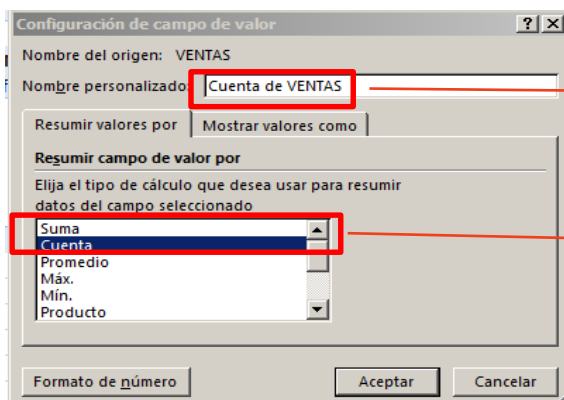 Configuración de campo de valor
Nombre del origen: VENTAS
Nombre personalizado: Cuenta de VENTAS
Resumir valores por Mostrar valores como
Resumir campo de valor por
Elija el tipo de cálculo que desea usar para resumir
datos del campo seleccionado
Suma
Cuenta
Promedio
Máx.
Mín.
Producto
Formato de número Aceptar Cancelar